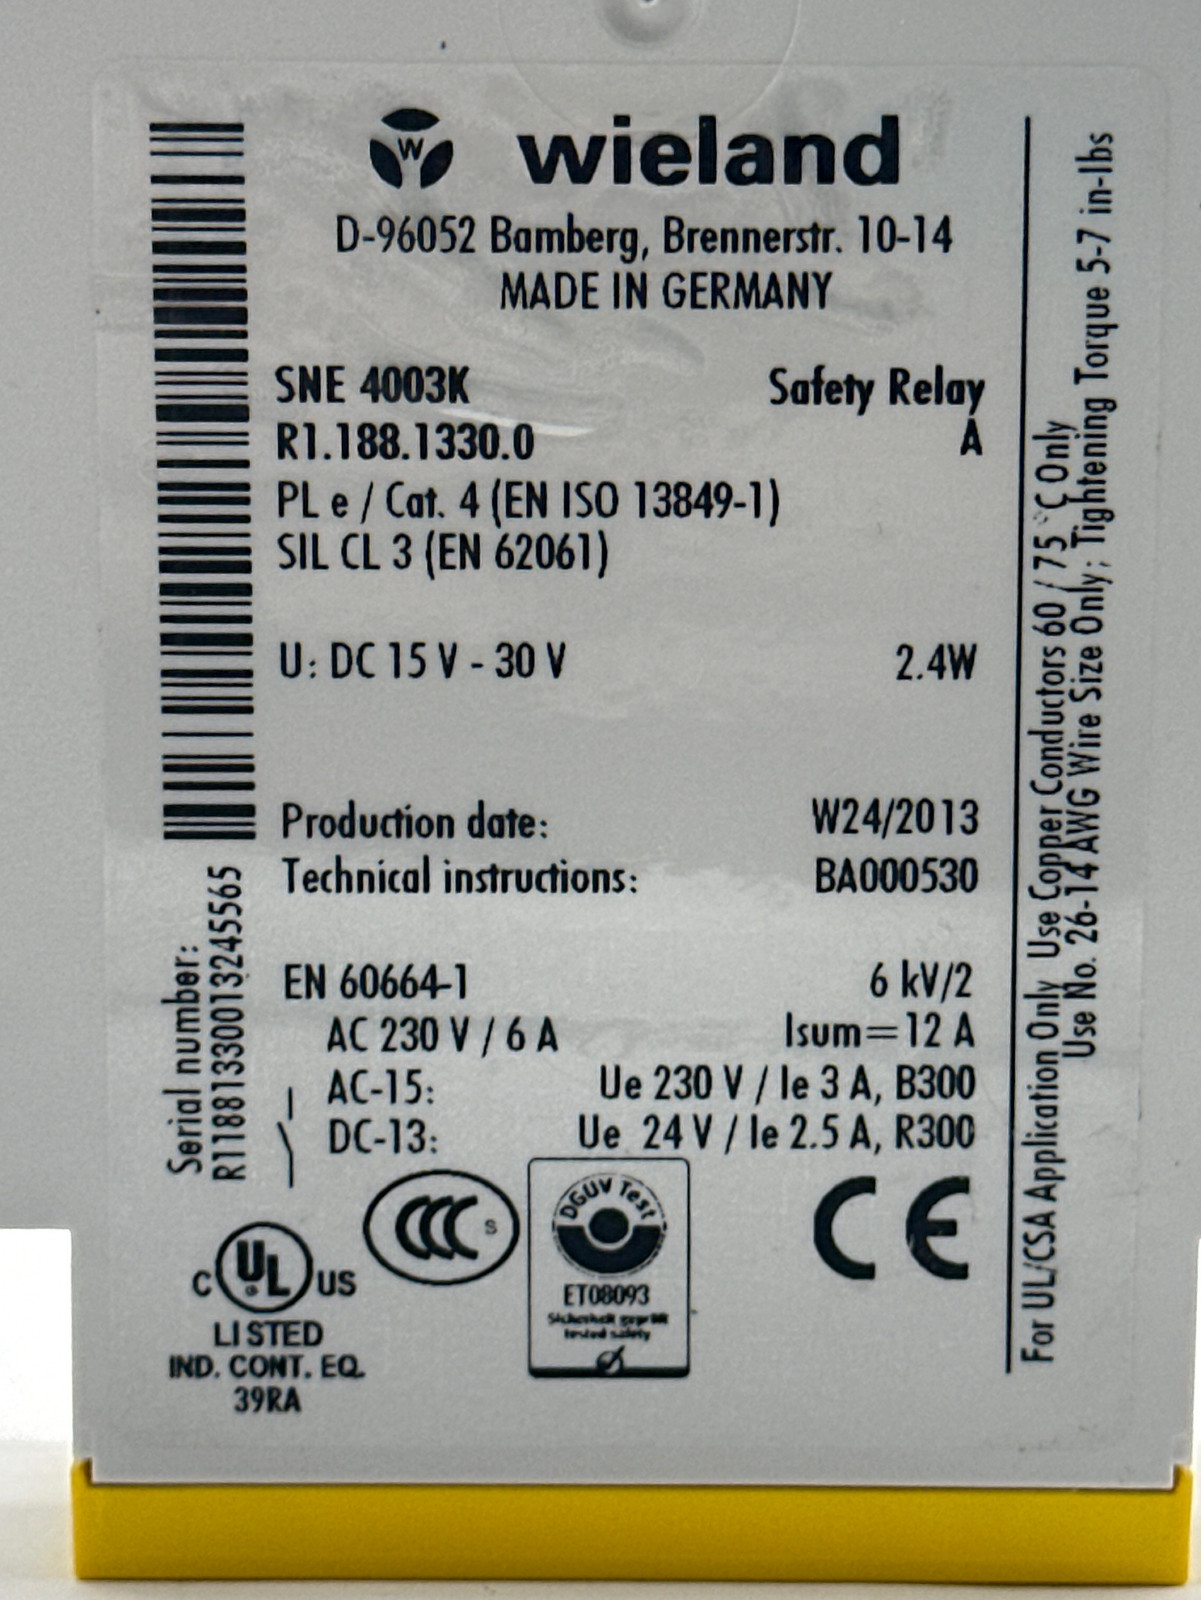 W wieland
D-96052 Bamberg, Brennerstr. 10-14
MADE IN GERMANY
SNE 4003K Safety Relay
R1.188.1330.0 A
PL e / Cat. 4 (EN ISO 13849-1)
SIL CL 3 (EN 62061)
U: DC 15 V - 30 V 2.4W
Production date: W24/2013
Technical instructions: BA000530
EN 60664-1 6 kV/2
AC 230 V / 6 A Isum=12 A
AC-15: Ue 230 V / Ie 3 A, B300
DC-13: Ue 24 V / Ie 2.5 A, R300
Serial number:
R11881330013245565
CCC S
DGUV Test
ET08093
Sicherheit geprüft
tested safety
CE
C UL US
LISTED
IND. CONT. EQ.
39RA
For UL/CSA Application Only Use Copper Conductors 60 / 75 °C Only
Use No. 26-14 AWG Wire Size Only; Tightening Torque 5-7 in-lbs